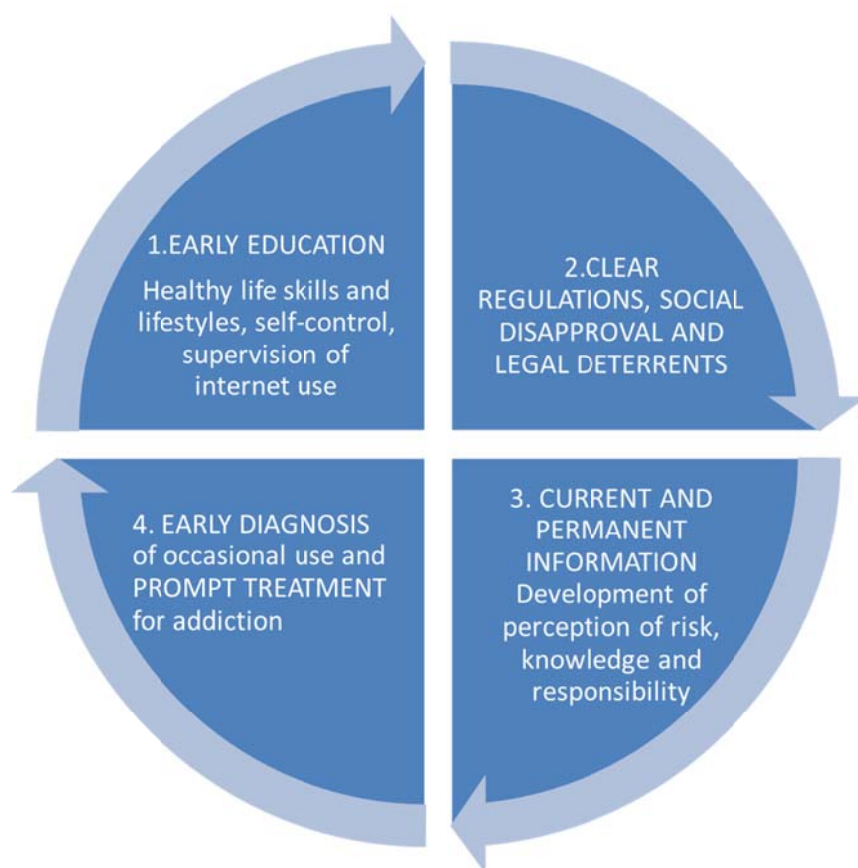 1.EARLY EDUCATION
Healthy life skills and
lifestyles, self-control,
supervision of
internet use
2.CLEAR
REGULATIONS, SOCIAL
DISAPPROVAL AND
LEGAL DETERRENTS
3. CURRENT AND
PERMANENT
INFORMATION
Development of
perception of risk,
knowledge and
responsibility
4. EARLY DIAGNOSIS
of occasional use and
PROMPT TREATMENT
for addiction